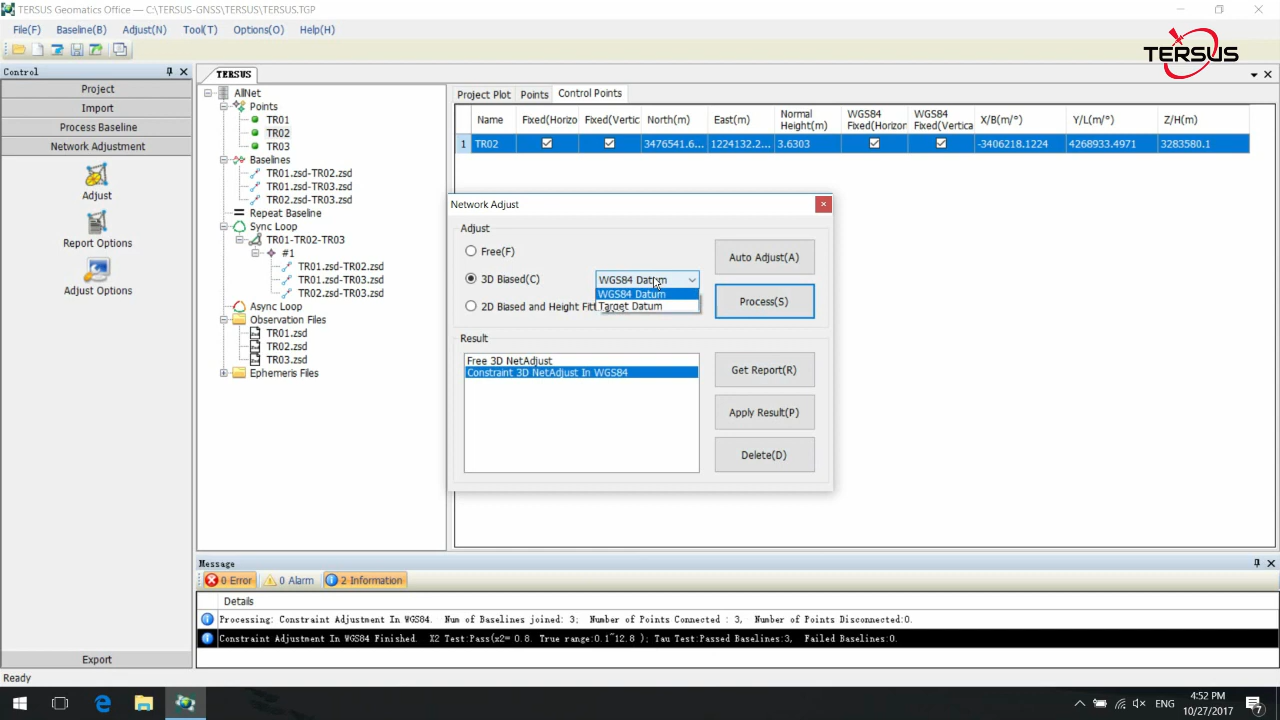 TERSUS Geomatics Office — C:\TERSUS-GNSS\TERSUS\TERSUS.TGP
File(F) Baseline(B) Adjust(N) Tool(T) Options(O) Help(H)
TERSUS
Control
Project
Import
Process Baseline
Network Adjustment
Adjust
Report Options
Adjust Options
Export
TERSUS
AllNet
Points
TR01
TR02
TR03
Baselines
TR01.zsd-TR02.zsd
TR01.zsd-TR03.zsd
TR02.zsd-TR03.zsd
Repeat Baseline
Sync Loop
TR01-TR02-TR03
#1
TR01.zsd-TR02.zsd
TR01.zsd-TR03.zsd
TR02.zsd-TR03.zsd
Async Loop
Observation Files
TR01.zsd
TR02.zsd
TR03.zsd
Ephemeris Files
Project Plot Points Control Points
Name Fixed(Horizo Fixed(Vertic North(m) East(m) Normal Height(m) WGS84 Fixed(Horizon WGS84 Fixed(Vertica X/B(m/°) Y/L(m/°) Z/H(m)
1 TR02 3476541.6... 1224132.2... 3.6303 -3406218.1224 4268933.4971 3283580.1
Network Adjust
Adjust
Free(F)
3D Biased(C) WGS84 Datum
WGS84 Datum
Target Datum
2D Biased and Height Fitt
Auto Adjust(A)
Process(S)
Result
Free 3D NetAdjust
Constraint 3D NetAdjust In WGS84
Get Report(R)
Apply Result(P)
Delete(D)
Message
0 Error 0 Alarm 2 Information
Details
Processing: Constraint Adjustment In WGS84. Num of Baselines joined: 3; Number of Points Connected : 3, Number of Points Disconnected:0.
Constraint Adjustment In WGS84 Finished. X2 Test:Pass(x2= 0.8. True range:0.1~12.8 ); Tau Test:Passed Baselines:3, Failed Baselines:0.
Ready
ENG
4:52 PM
10/27/2017
7